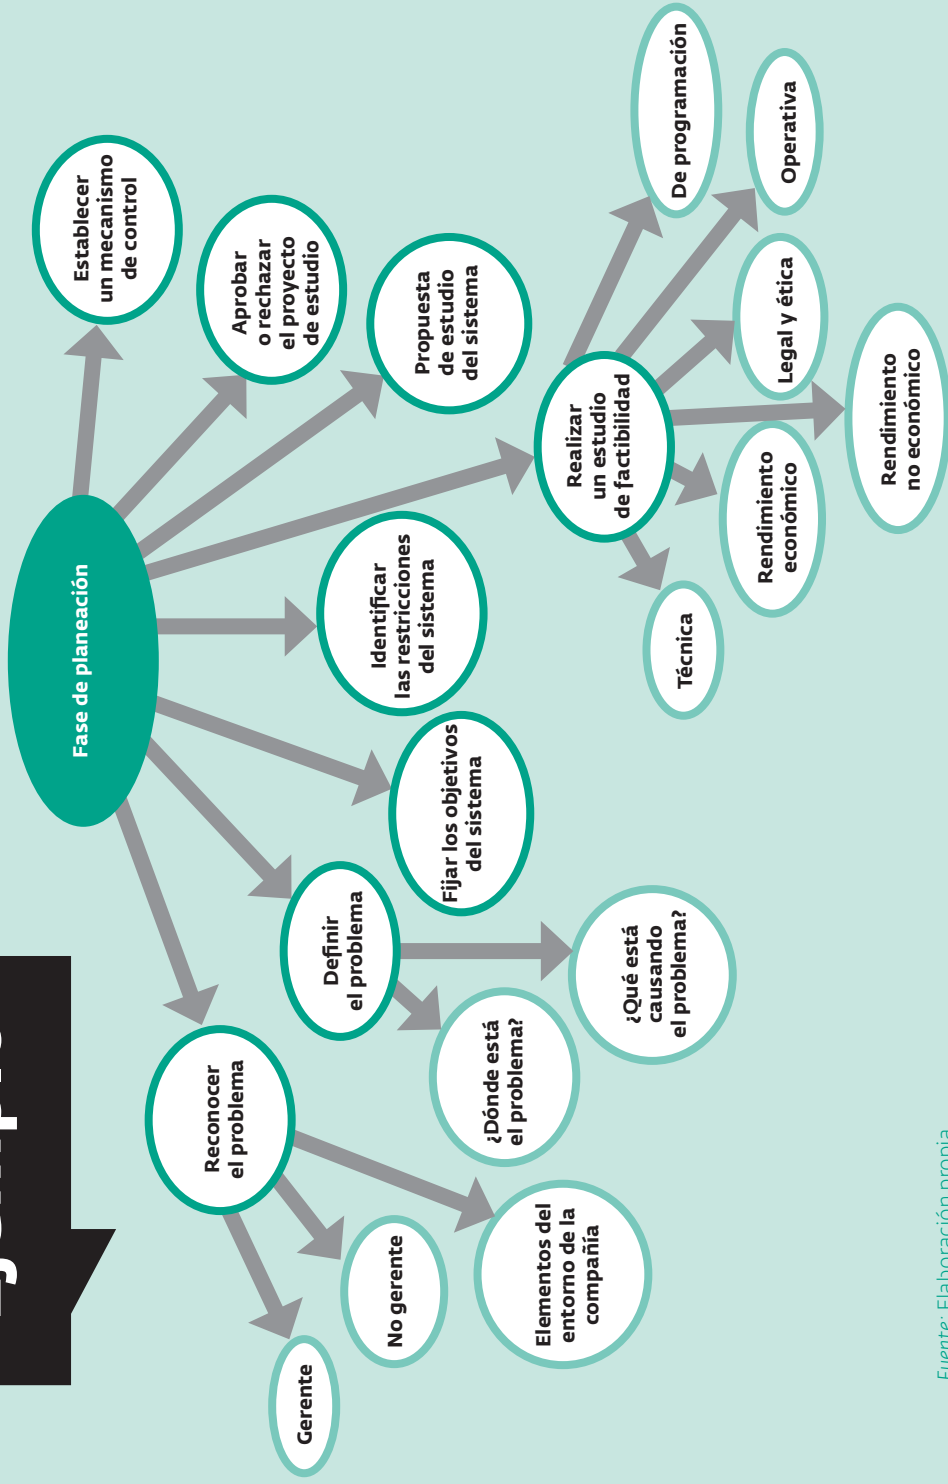 Ejemplo
Fase de planeación
Reconocer
el problema
Gerente
No gerente
Elementos del
entorno de la
compañía
Definir
el problema
¿Dónde está
el problema?
¿Qué está
causando
el problema?
Fijar los objetivos
del sistema
Identificar
las restricciones
del sistema
Realizar
un estudio
de factibilidad
Técnica
Rendimiento
económico
Rendimiento
no económico
Legal y ética
Operativa
De programación
Propuesta
de estudio
del sistema
Aprobar
o rechazar
el proyecto
de estudio
Establecer
un mecanismo
de control
Fuente: Elaboración propia